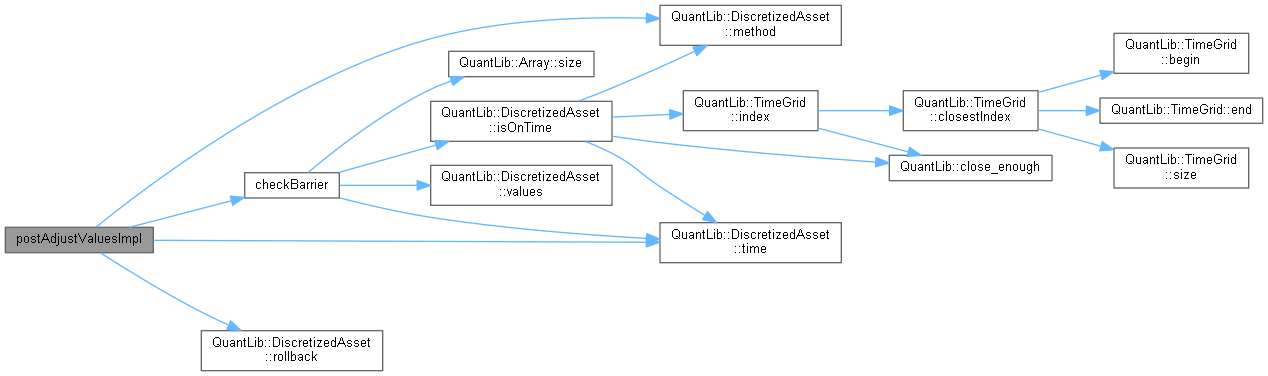 QuantLib::DiscretizedAsset
::method
QuantLib::TimeGrid
::begin
QuantLib::Array::size
QuantLib::DiscretizedAsset
::isOnTime
QuantLib::TimeGrid
::index
QuantLib::TimeGrid
::closestIndex
QuantLib::TimeGrid::end
QuantLib::close_enough
QuantLib::TimeGrid
::size
checkBarrier
QuantLib::DiscretizedAsset
::values
postAdjustValuesImpl
QuantLib::DiscretizedAsset
::time
QuantLib::DiscretizedAsset
::rollback